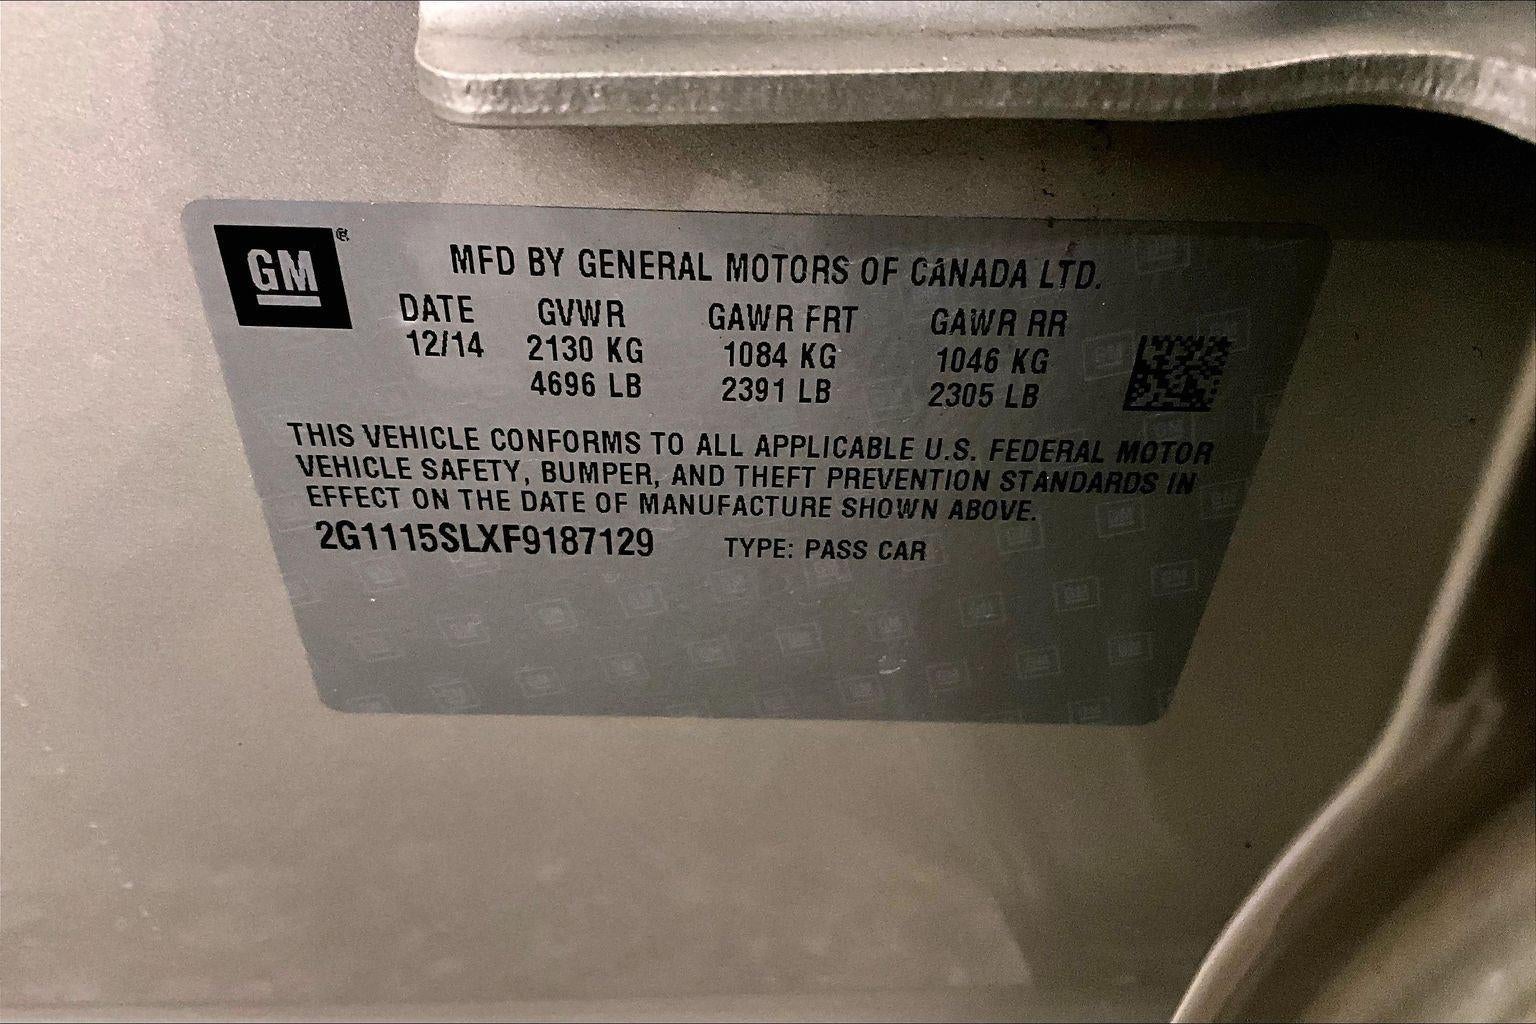 GM ®
MFD BY GENERAL MOTORS OF CANADA LTD.
DATE GVWR GAWR FRT GAWR RR
12/14 2130 KG 1084 KG 1046 KG
4696 LB 2391 LB 2305 LB
THIS VEHICLE CONFORMS TO ALL APPLICABLE U.S. FEDERAL MOTOR
VEHICLE SAFETY, BUMPER, AND THEFT PREVENTION STANDARDS IN
EFFECT ON THE DATE OF MANUFACTURE SHOWN ABOVE.
2G1115SLXF9187129 TYPE: PASS CAR